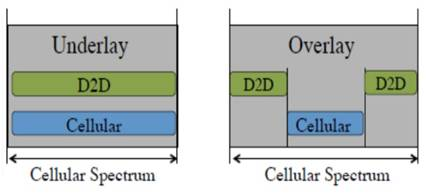 Underlay
D2D
Cellular
Cellular Spectrum
Overlay
D2D
D2D
Cellular
Cellular Spectrum